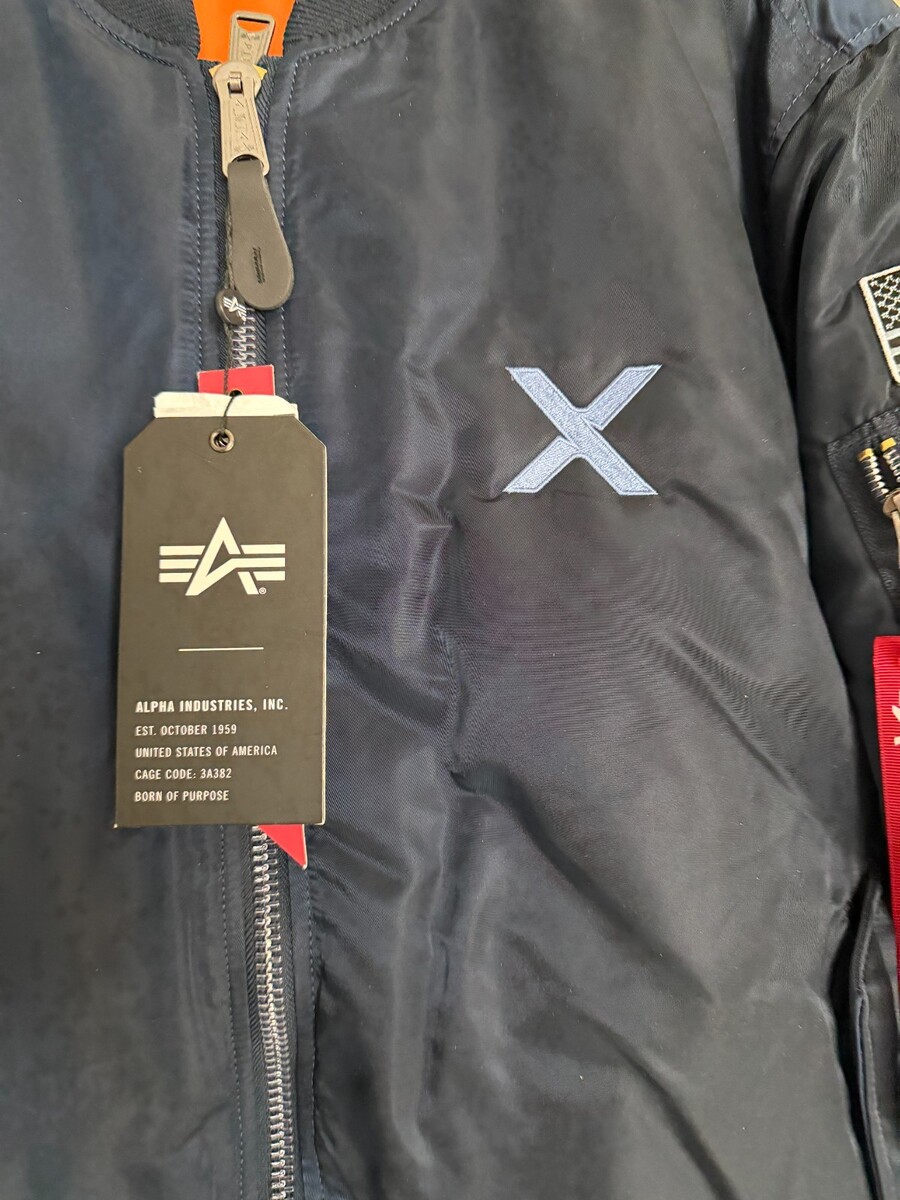 X
ALPHA INDUSTRIES, INC.
EST. OCTOBER 1959
UNITED STATES OF AMERICA
CAGE CODE: 3A382
BORN OF PURPOSE